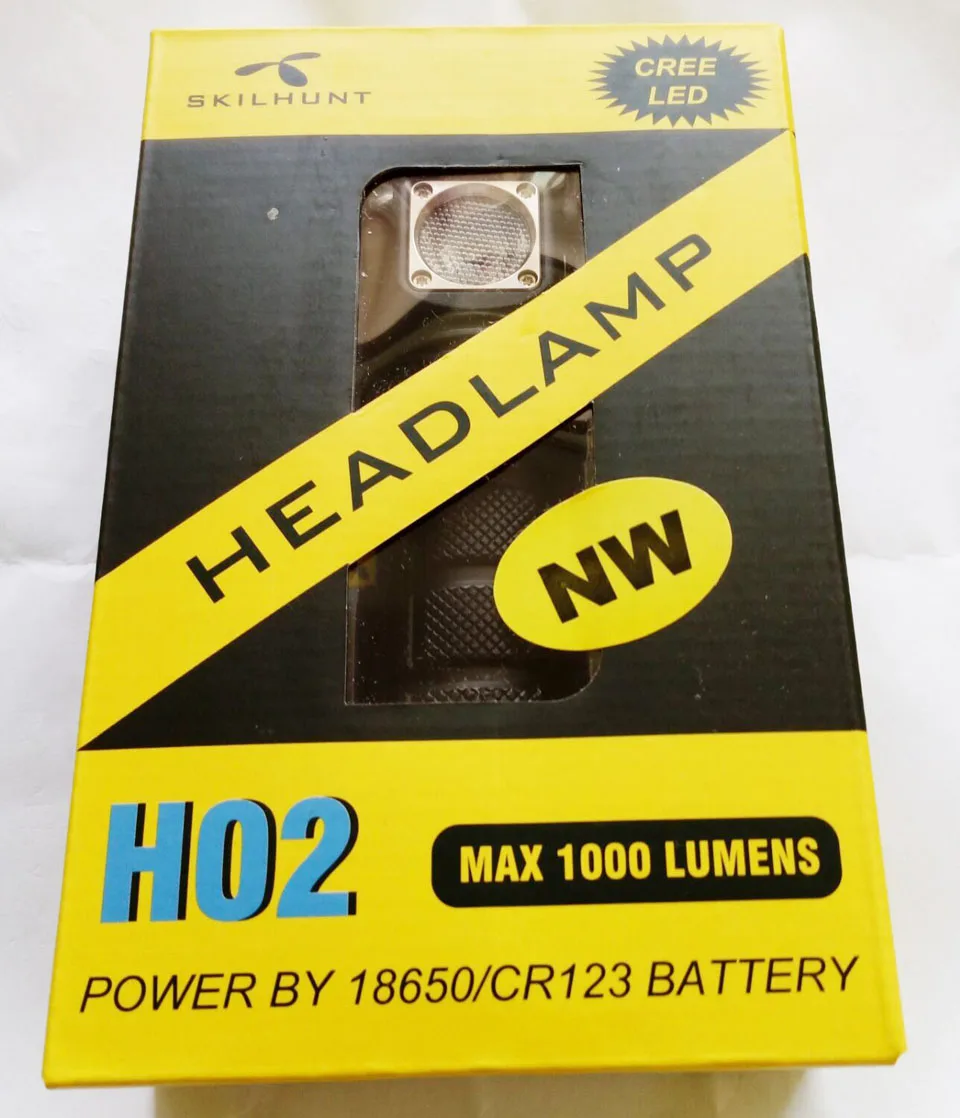 SKILHUNT
CREE
LED
HEADLAMP
NW
H02
MAX 1000 LUMENS
POWER BY 18650/CR123 BATTERY